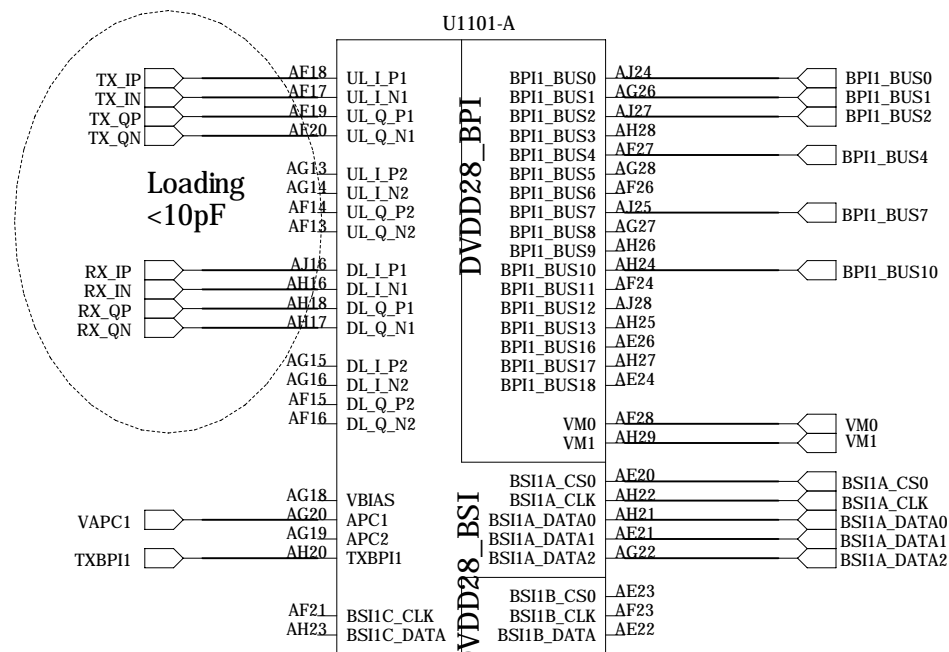 U1101-A
TX_IP AF18 UL_I_P1 BPI1_BUS0 AJ24 BPI1_BUS0
TX_IN AF17 UL_I_N1 BPI1_BUS1 AG26 BPI1_BUS1
TX_QP AF19 UL_Q_P1 BPI1_BUS2 AJ27 BPI1_BUS2
TX_QN AF20 UL_Q_N1 BPI1_BUS3 AH28
BPI1_BUS4 AF27 BPI1_BUS4
AG13 UL_I_P2 BPI1_BUS5 AG28
AG14 UL_I_N2 BPI1_BUS6 AF26
AF14 UL_Q_P2 BPI1_BUS7 AJ25 BPI1_BUS7
AF13 UL_Q_N2 BPI1_BUS8 AG27
BPI1_BUS9 AH26
Loading
<10pF
DVDD28_BPI
RX_IP AJ16 DL_I_P1 BPI1_BUS10 AH24 BPI1_BUS10
RX_IN AH16 DL_I_N1 BPI1_BUS11 AF24
RX_QP AH18 DL_Q_P1 BPI1_BUS12 AJ28
RX_QN AH17 DL_Q_N1 BPI1_BUS13 AH25
BPI1_BUS16 AE26
AG15 DL_I_P2 BPI1_BUS17 AH27
AG16 DL_I_N2 BPI1_BUS18 AE24
AF15 DL_Q_P2
AF16 DL_Q_N2 VM0 AF28 VM0
VM1 AH29 VM1
BSI1A_CS0 AE20 BSI1A_CS0
AG18 VBIAS BSI1A_CLK AH22 BSI1A_CLK
VAPC1 AG20 APC1 BSI1A_DATA0 AH21 BSI1A_DATA0
AG19 APC2 BSI1A_DATA1 AE21 BSI1A_DATA1
TXBPI1 AH20 TXBPI1 BSI1A_DATA2 AG22 BSI1A_DATA2
VDD28_BSI
BSI1B_CS0 AE23
AF21 BSI1C_CLK BSI1B_CLK AF23
AH23 BSI1C_DATA BSI1B_DATA AE22